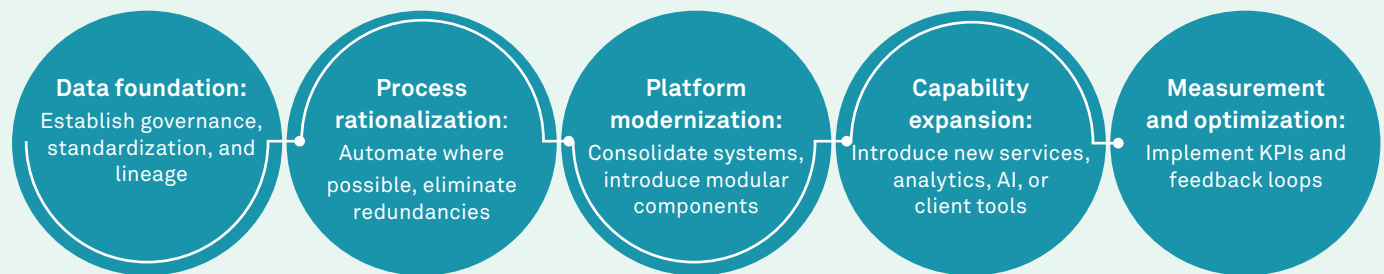 Data foundation:
Establish governance,
standardization, and
lineage
Process
rationalization:
Automate where
possible, eliminate
redundancies
Platform
modernization:
Consolidate systems,
introduce modular
components
Capability
expansion:
Introduce new services,
analytics, AI, or
client tools
Measurement
and optimization:
Implement KPIs and
feedback loops